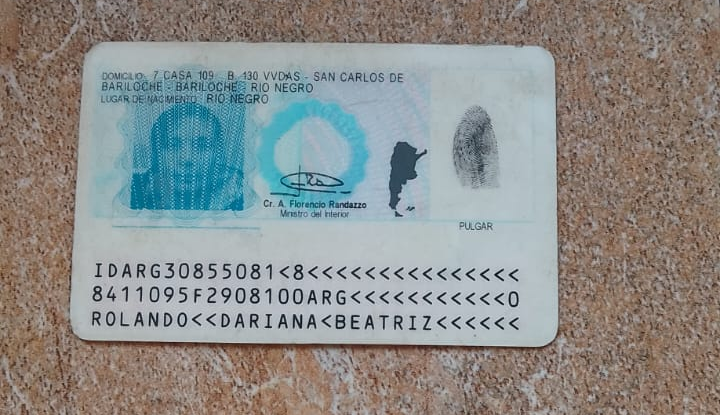 DOMICILIO: 7 CASA 109 B. 130 VVDAS - SAN CARLOS DE
BARILOCHE - BARILOCHE - RIO NEGRO
LUGAR DE NACIMIENTO: RIO NEGRO
Cr. A. Florencio Randazzo
Ministro del Interior
PULGAR
IDARG30855081<8<<<<<<<<<<<<<<<
8411095F2908100ARG<<<<<<<<<<<0
ROLANDO<<DARIANA<BEATRIZ<<<<<<